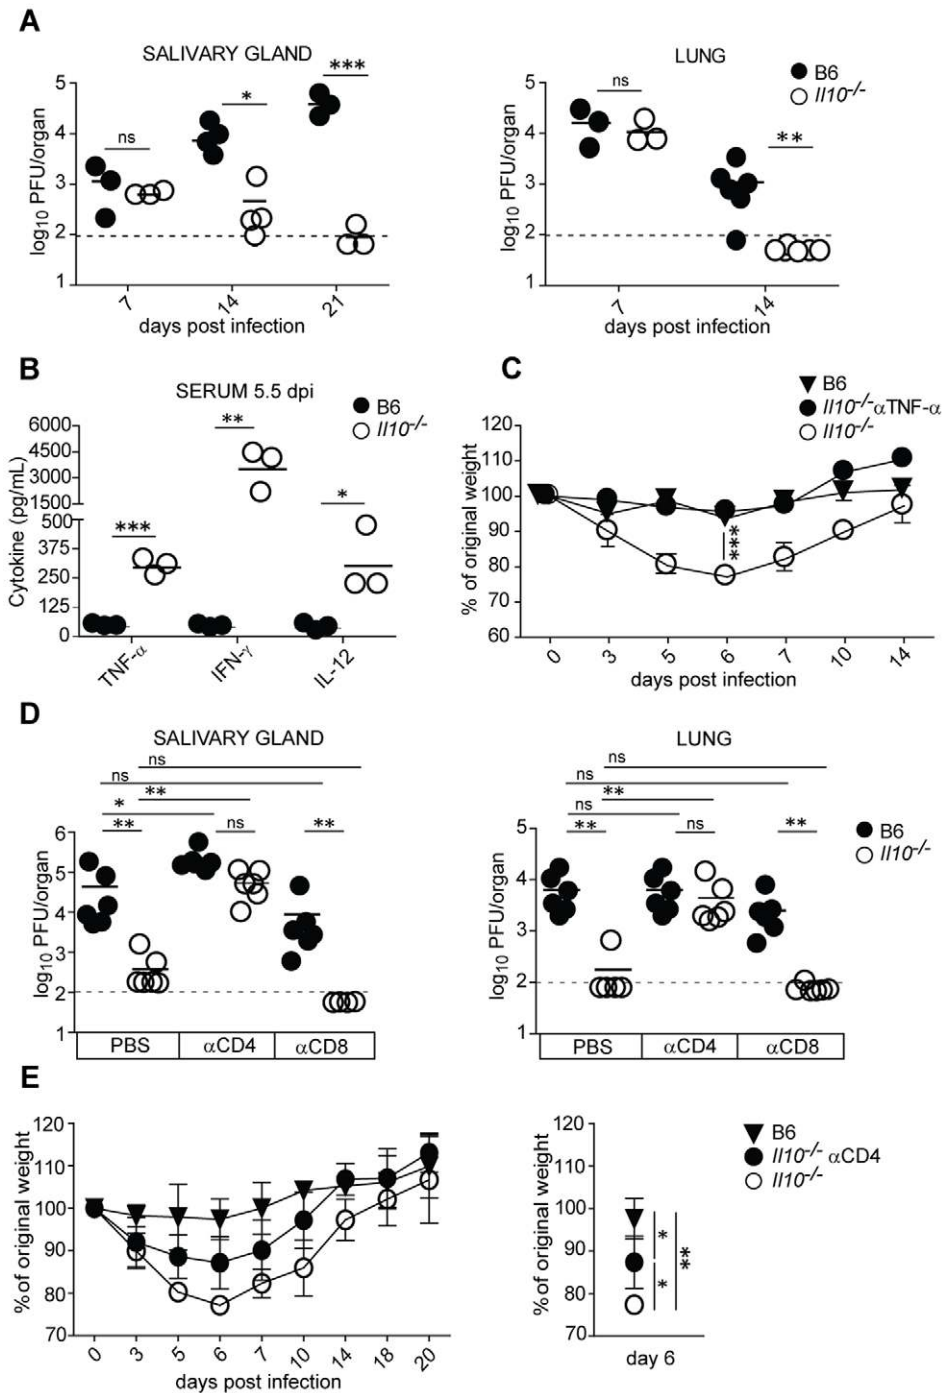 A
SALIVARY GLAND
LUNG
B6
Il10-/-
log10 PFU/organ
5
4
3
2
1
ns
*
***
7
14
21
days post infection
log10 PFU/organ
5
4
3
2
1
ns
**
7
14
days post infection
B
SERUM 5.5 dpi
B6
Il10-/-
Cytokine (pg/mL)
6000
4500
3000
1500
500
375
250
125
0
***
**
*
TNF-α
IFN-γ
IL-12
C
B6
Il10-/-αTNF-α
Il10-/-
% of original weight
120
110
100
90
80
70
60
****
0
3
5
6
7
10
14
days post infection
D
SALIVARY GLAND
ns
ns
**
*
**
ns
**
log10 PFU/organ
6
5
4
3
2
1
PBS
αCD4
αCD8
LUNG
ns
ns
**
ns
**
ns
**
B6
Il10-/-
log10 PFU/organ
5
4
3
2
1
PBS
αCD4
αCD8
E
% of original weight
120
110
100
90
80
70
0
3
5
6
7
10
14
18
20
days post infection
% of original weight
120
110
100
90
80
70
*
*
**
day 6
B6
Il10-/- αCD4
Il10-/-